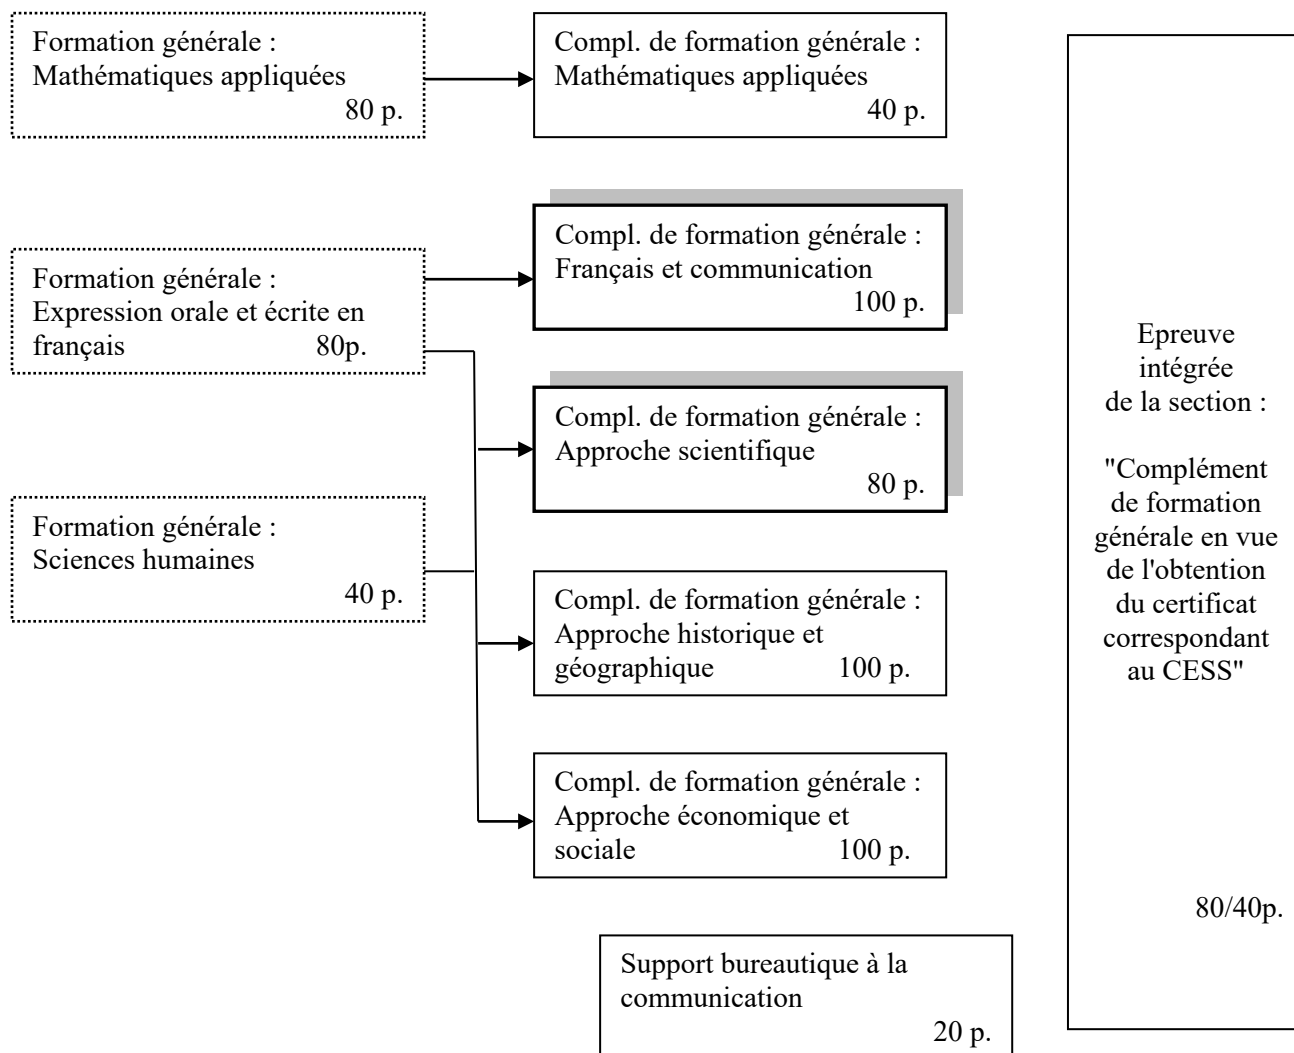 Formation générale :
Mathématiques appliquées
80 p.
Compl. de formation générale :
Mathématiques appliquées
40 p.
Formation générale :
Expression orale et écrite en
français 80p.
Compl. de formation générale :
Français et communication
100 p.
Compl. de formation générale :
Approche scientifique
80 p.
Formation générale :
Sciences humaines
40 p.
Compl. de formation générale :
Approche historique et
géographique 100 p.
Compl. de formation générale :
Approche économique et
sociale 100 p.
Support bureautique à la
communication
20 p.
Epreuve
intégrée
de la section :
"Complément
de formation
générale en vue
de l'obtention
du certificat
correspondant
au CESS"
80/40p.